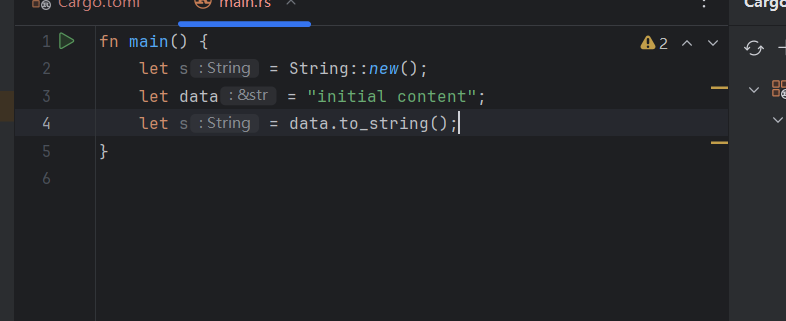 Cargo.toml main.rs Cargo
1 fn main() { 2
2 let s: String = String::new();
3 let data: &str = "initial content";
4 let s: String = data.to_string();
5 }
6